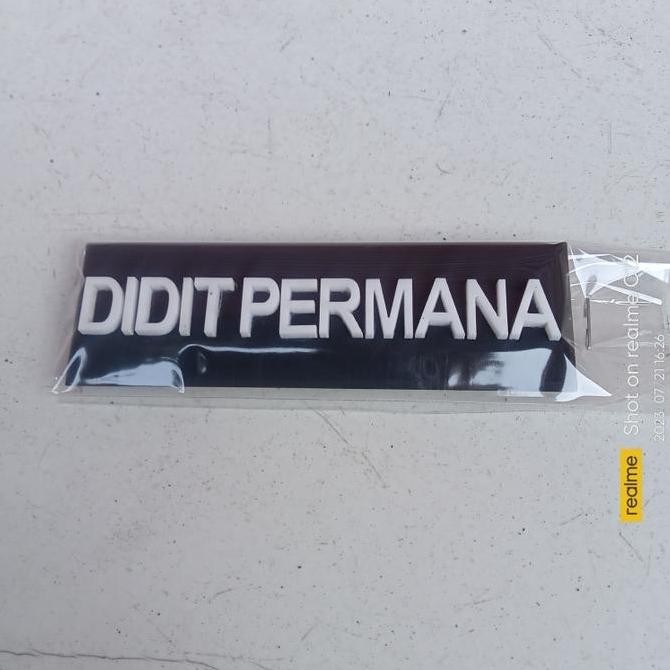 DIDIT PERMANA
Shot on realme C12
2023/07/21 16:26
realme